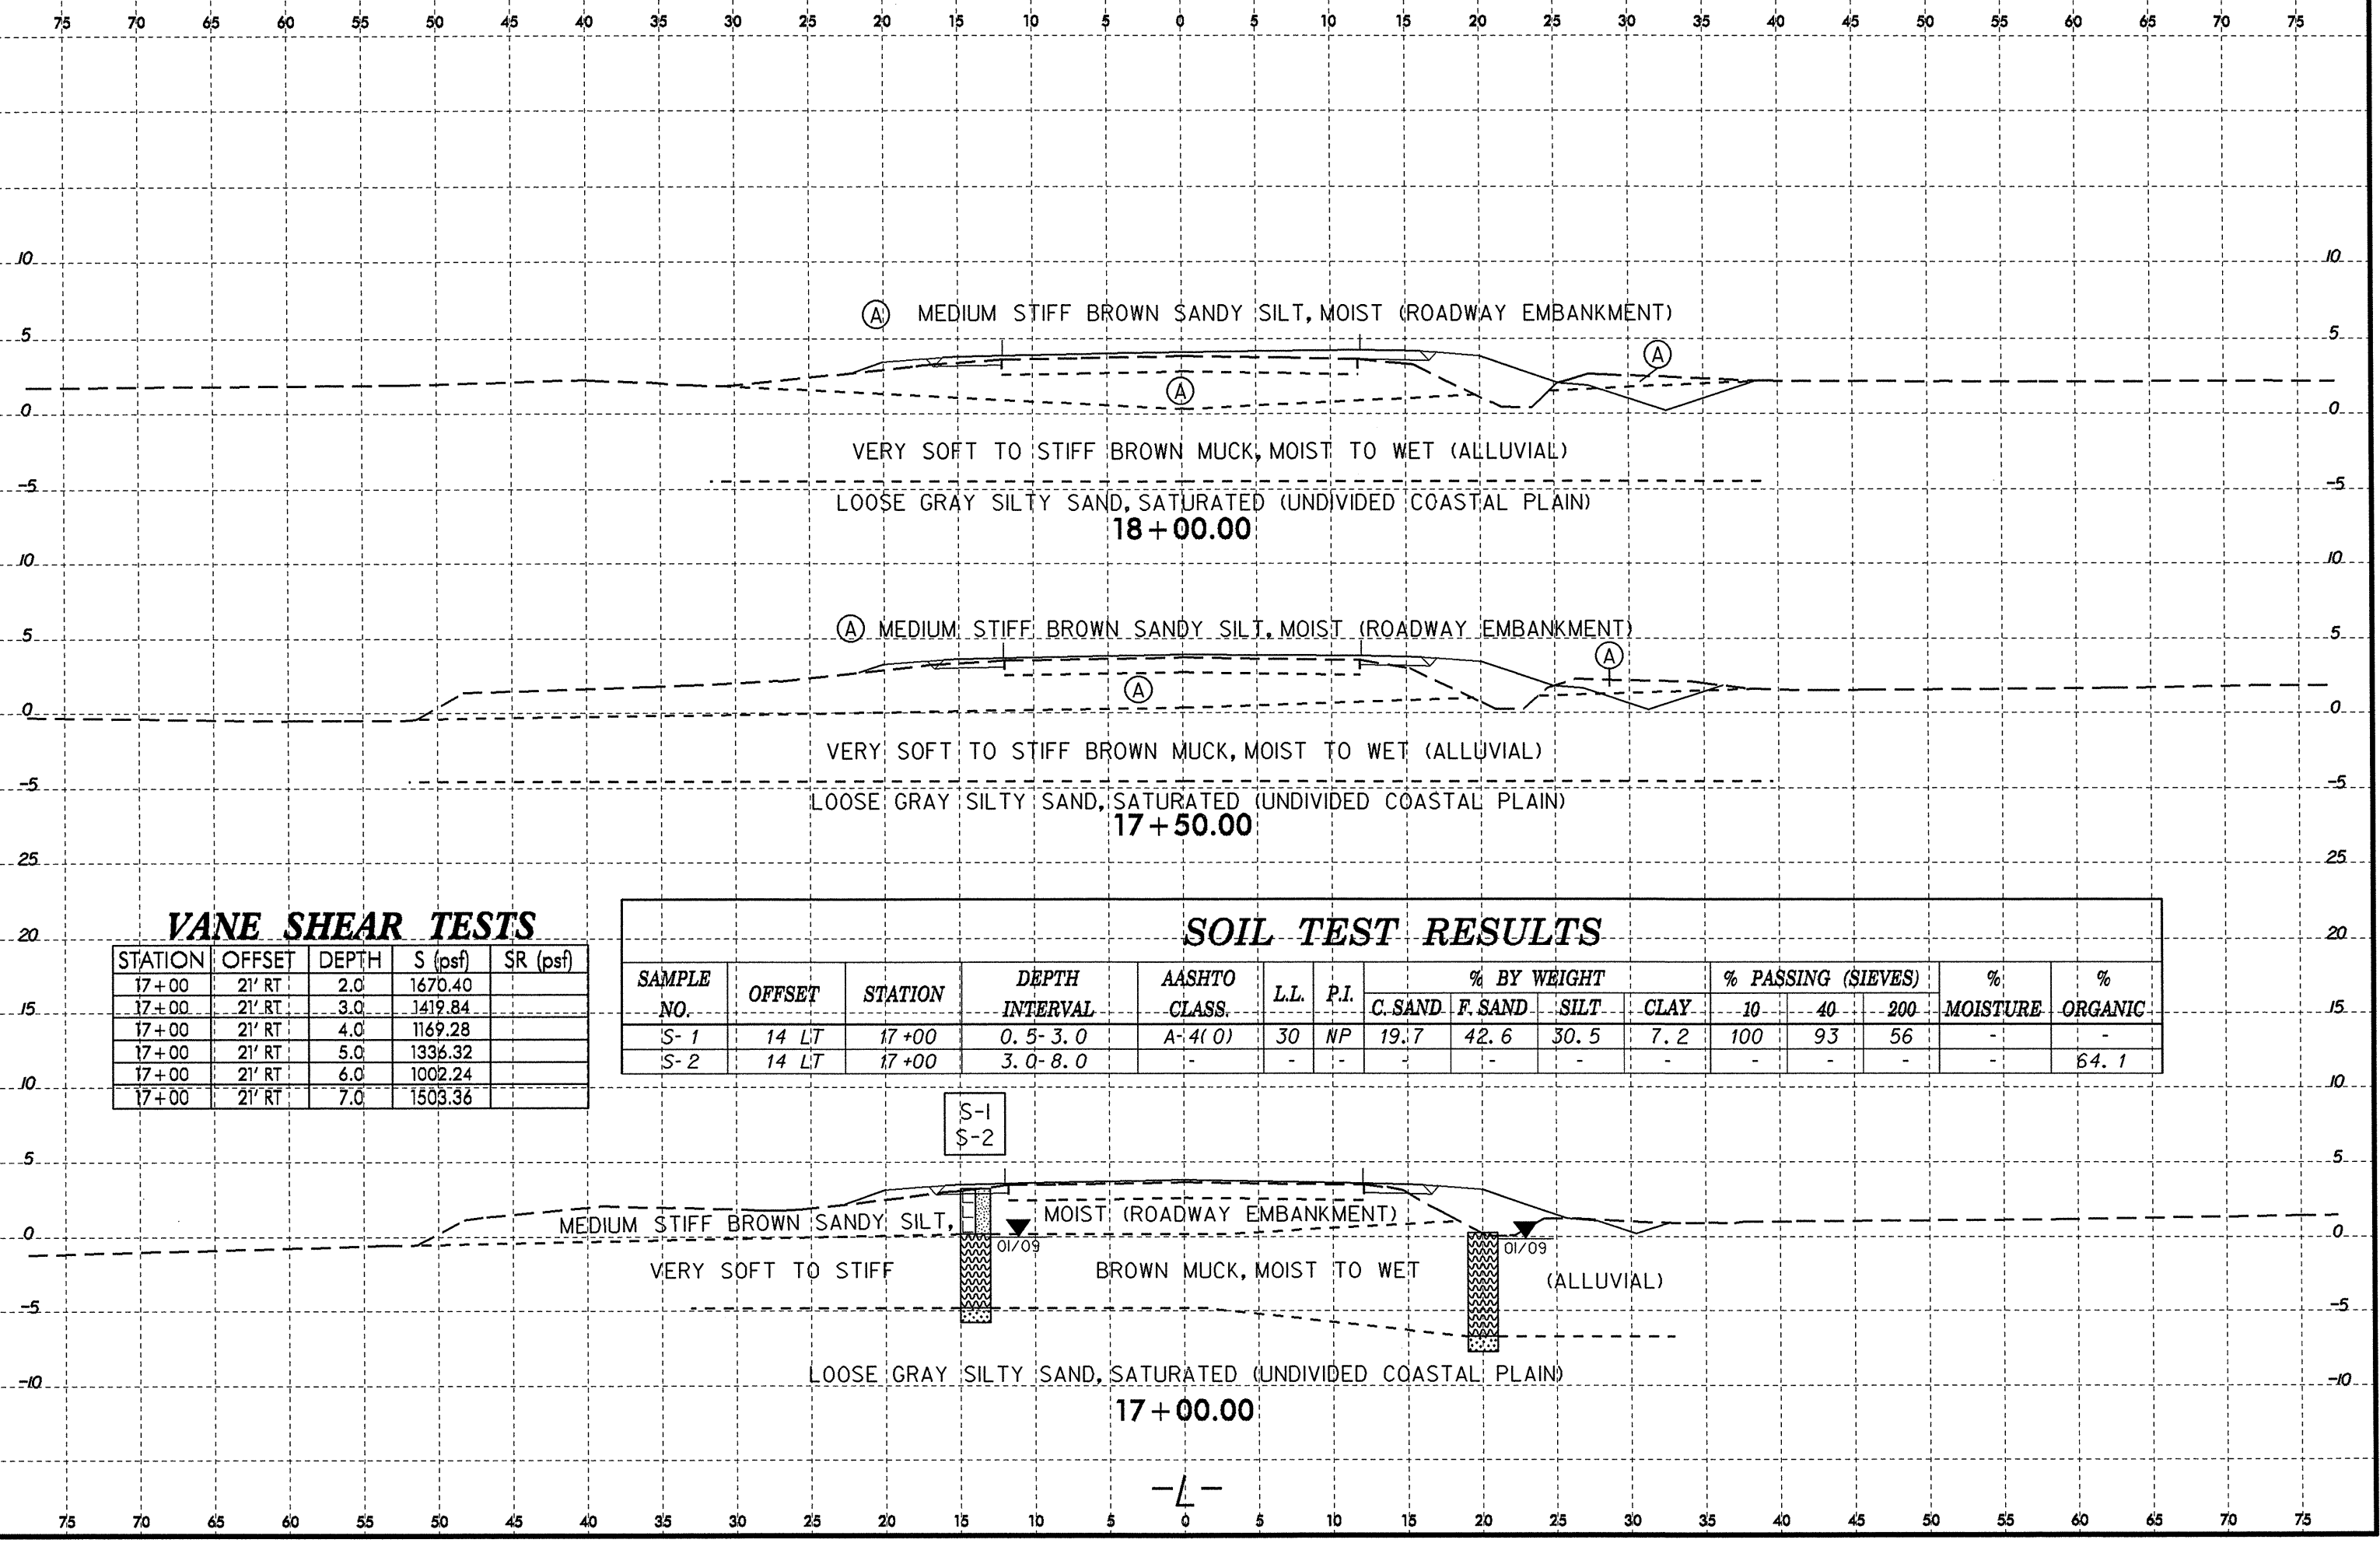 75 70 65 60 55 50 45 40 35 30 25 20 15 10 5 0 5 10 15 20 25 30 35 40 45 50 55 60 65 70 75
10 10
A MEDIUM STIFF BROWN SANDY SILT, MOIST (ROADWAY EMBANKMENT)
5 5
A
A
0 0
VERY SOFT TO STIFF BROWN MUCK, MOIST TO WET (ALLUVIAL)
-5 -5
LOOSE GRAY SILTY SAND, SATURATED (UNDIVIDED COASTAL PLAIN)
18+00.00
10 10
A MEDIUM STIFF BROWN SANDY SILT, MOIST (ROADWAY EMBANKMENT)
5 5
A
A
0 0
VERY SOFT TO STIFF BROWN MUCK, MOIST TO WET (ALLUVIAL)
-5 -5
LOOSE GRAY SILTY SAND, SATURATED (UNDIVIDED COASTAL PLAIN)
17+50.00
25 25
VANE SHEAR TESTS
STATION OFFSET DEPTH S (psf) SR (psf)
17+00 21' RT 2.0 1670.40
17+00 21' RT 3.0 1419.84
17+00 21' RT 4.0 1169.28
17+00 21' RT 5.0 1336.32
17+00 21' RT 6.0 1002.24
17+00 21' RT 7.0 1503.36
SOIL TEST RESULTS
SAMPLE NO. OFFSET STATION DEPTH INTERVAL AASHTO CLASS. L.L. P.I. % BY WEIGHT % PASSING (SIEVES) % MOISTURE % ORGANIC
C. SAND F. SAND SILT CLAY 10 40 200
S-1 14 LT 17+00 0.5-3.0 A-4(0) 30 NP 19.7 42.6 30.5 7.2 100 93 56 - -
S-2 14 LT 17+00 3.0-8.0 - - - - - - - - - - - 64.1
20 20
15 15
10 10
S-1
S-2
5 5
MEDIUM STIFF BROWN SANDY SILT, MOIST (ROADWAY EMBANKMENT)
0 0
01/09 01/09
VERY SOFT TO STIFF BROWN MUCK, MOIST TO WET (ALLUVIAL)
-5 -5
LOOSE GRAY SILTY SAND, SATURATED (UNDIVIDED COASTAL PLAIN)
-10 -10
17+00.00
-L-
75 70 65 60 55 50 45 40 35 30 25 20 15 10 5 0 5 10 15 20 25 30 35 40 45 50 55 60 65 70 75